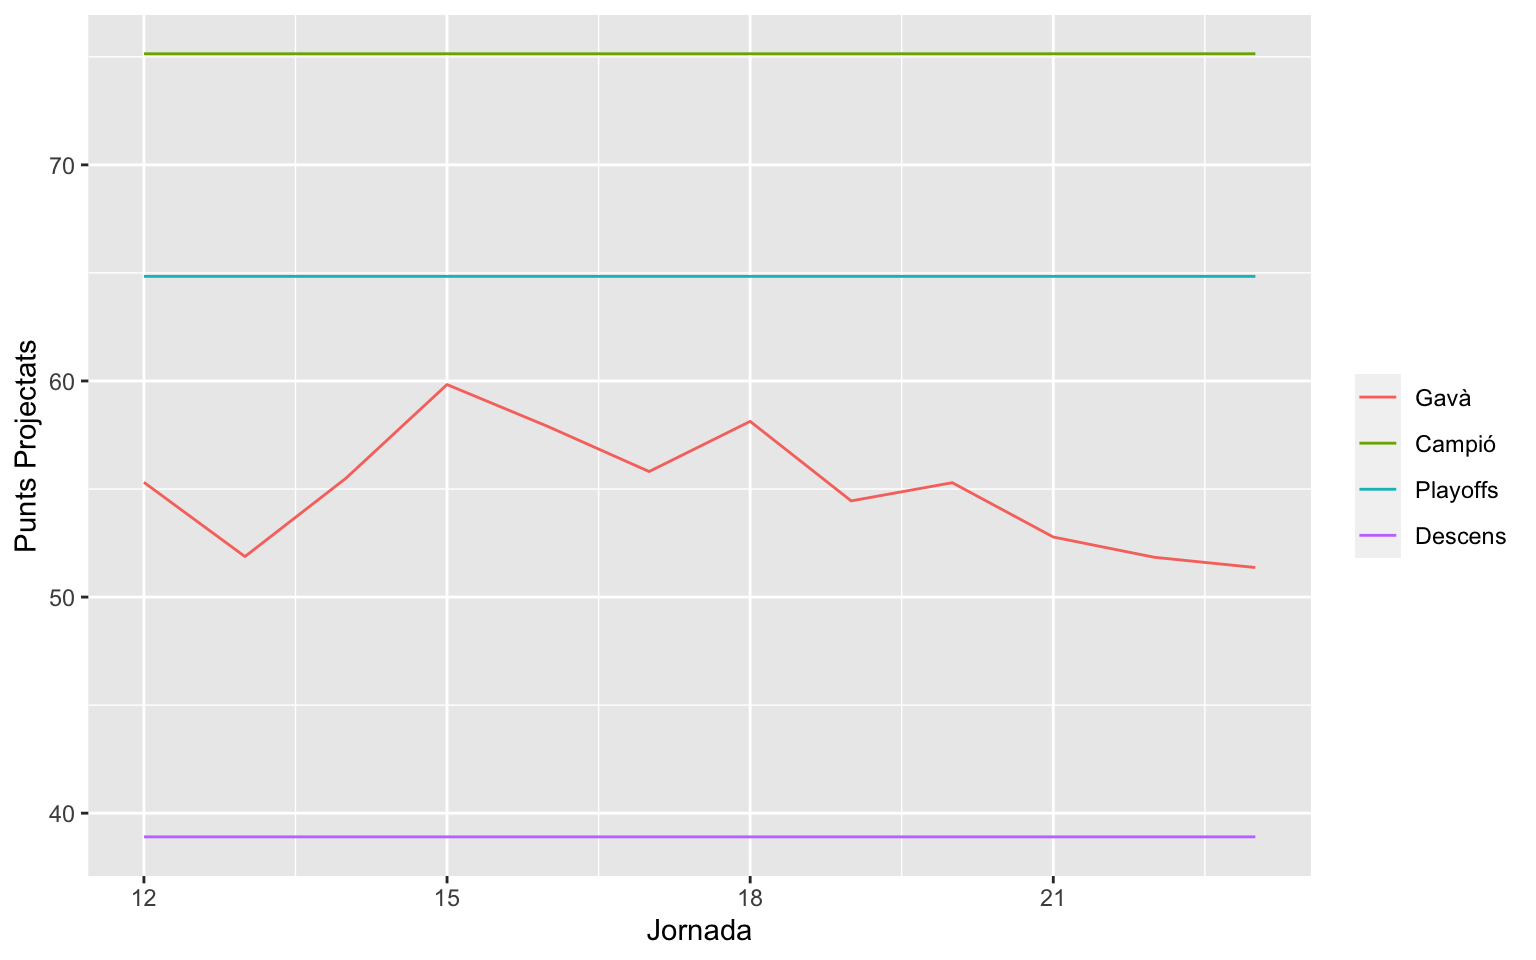 Punts Projectats
70
60
50
40
12 15 18 21
Jornada
Gavà
Campió
Playoffs
Descens